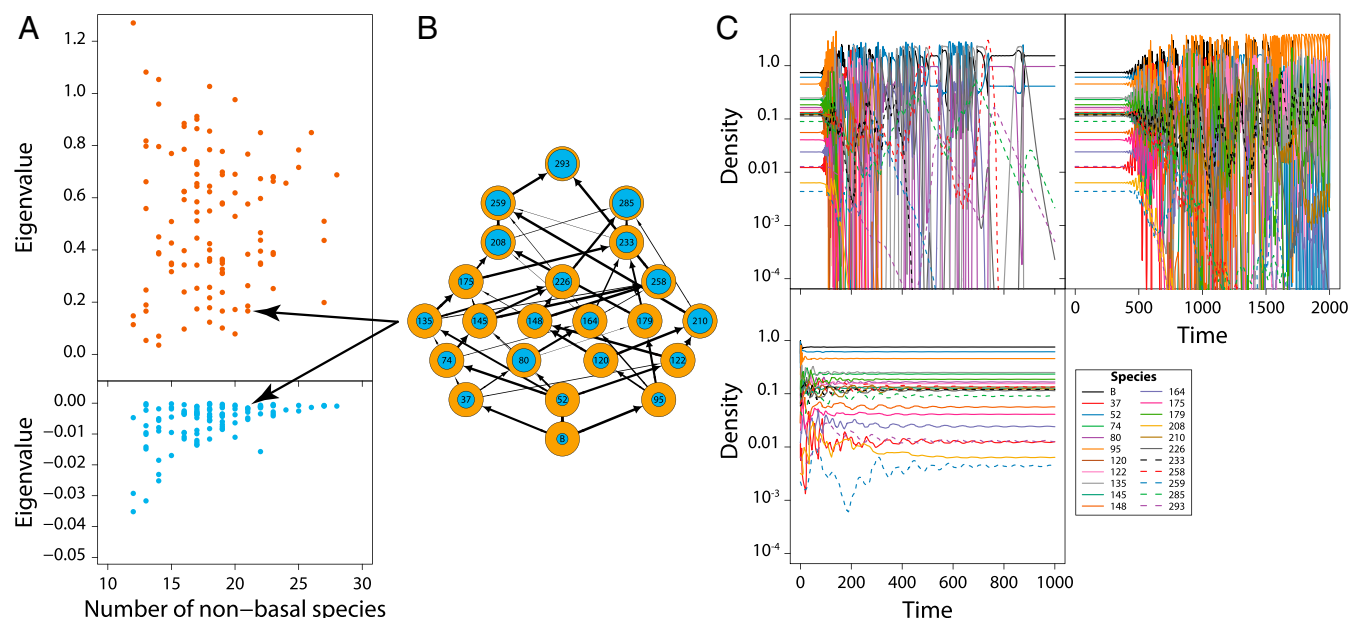 A
Eigenvalue
1.2
1.0
0.8
0.6
0.4
0.2
0.0
Eigenvalue
0.00
−0.01
−0.02
−0.03
−0.04
−0.05
10 15 20 25 30
Number of non−basal species
B
293
259 285
208 233
175 226 258
135 145 148 164 179 210
74 80 120 122
37 52 95
B
C
Density
1.0
0.1
0.01
10⁻³
10⁻⁴
0 500 1000 1500 2000
Time
Density
1.0
0.1
0.01
10⁻³
10⁻⁴
0 200 400 600 800 1000
Time
Species
B 164
37 175
52 179
74 208
80 210
95 226
120 233
122 258
135 259
145 285
148 293